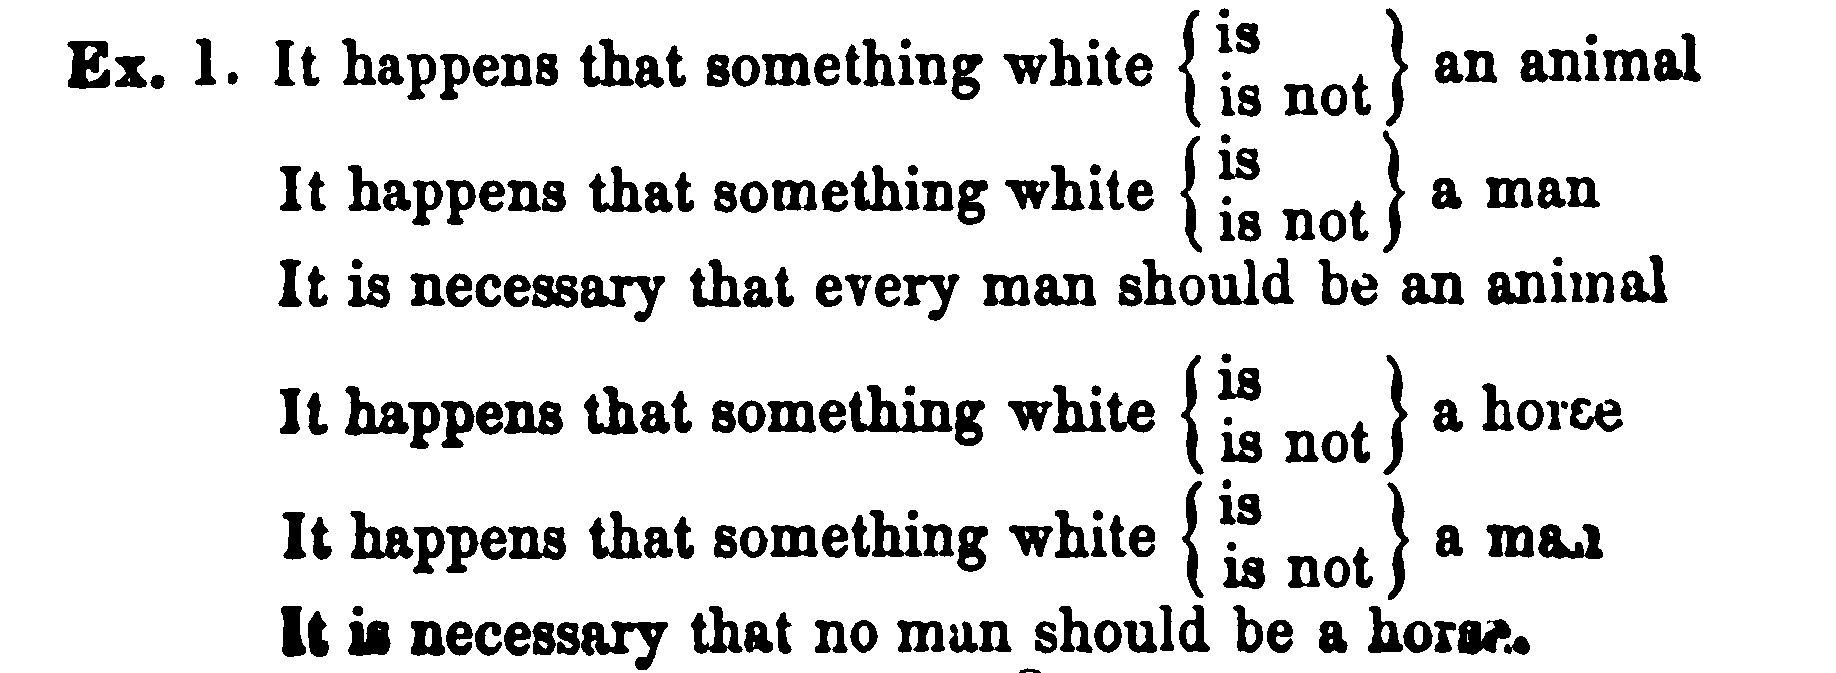 Ex. 1. It happens that something white { is / is not } an animal
It happens that something white { is / is not } a man
It is necessary that every man should be an animal
It happens that something white { is / is not } a horse
It happens that something white { is / is not } a man
It is necessary that no man should be a horse.